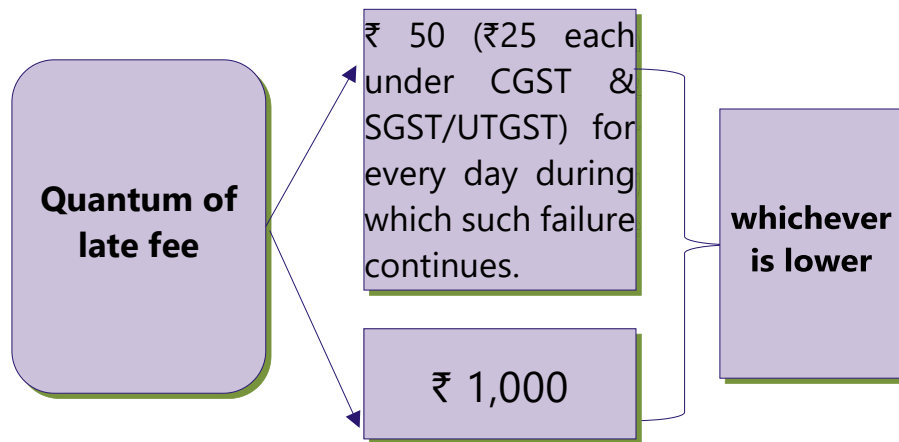 Quantum of
late fee
₹ 50 (₹25 each
under CGST &
SGST/UTGST) for
every day during
which such failure
continues.
₹ 1,000
whichever
is lower